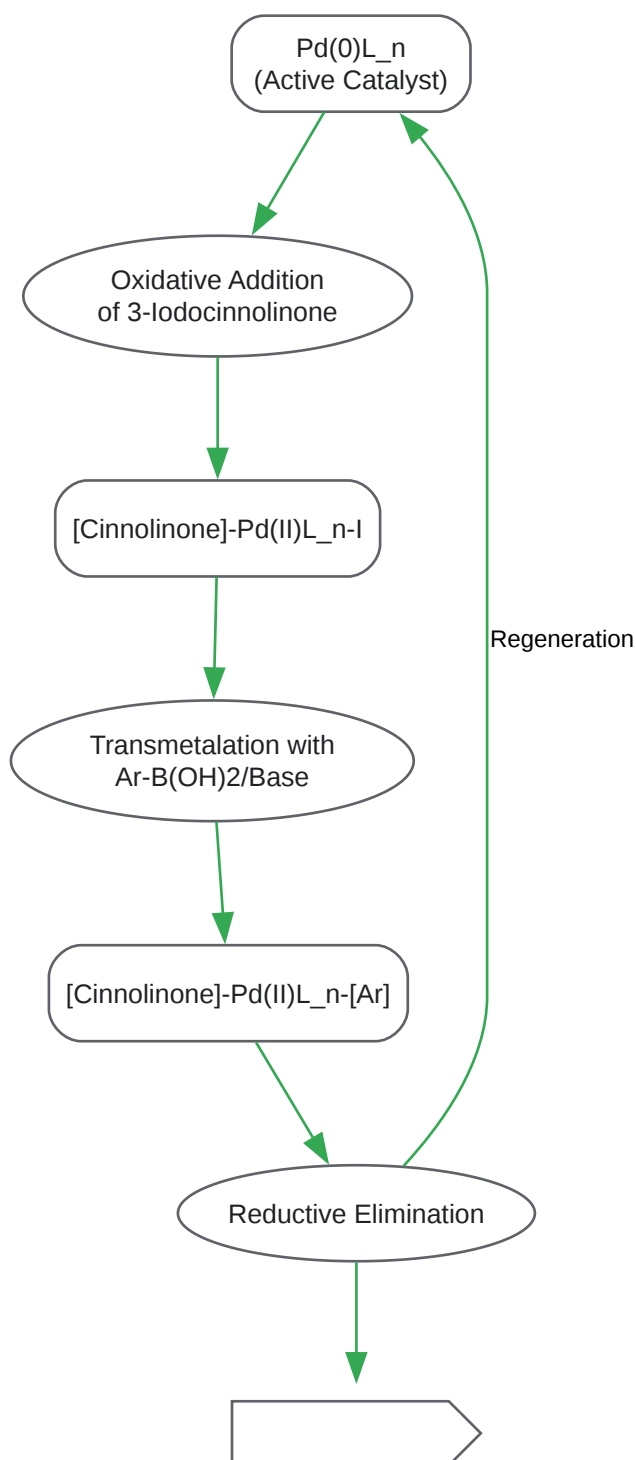 Pd(0)L_n
(Active Catalyst)
Oxidative Addition
of 3-Iodocinnolinone
[Cinnolinone]-Pd(II)L_n-I
Regeneration
Transmetalation with
Ar-B(OH)2/Base
[Cinnolinone]-Pd(II)L_n-[Ar]
Reductive Elimination